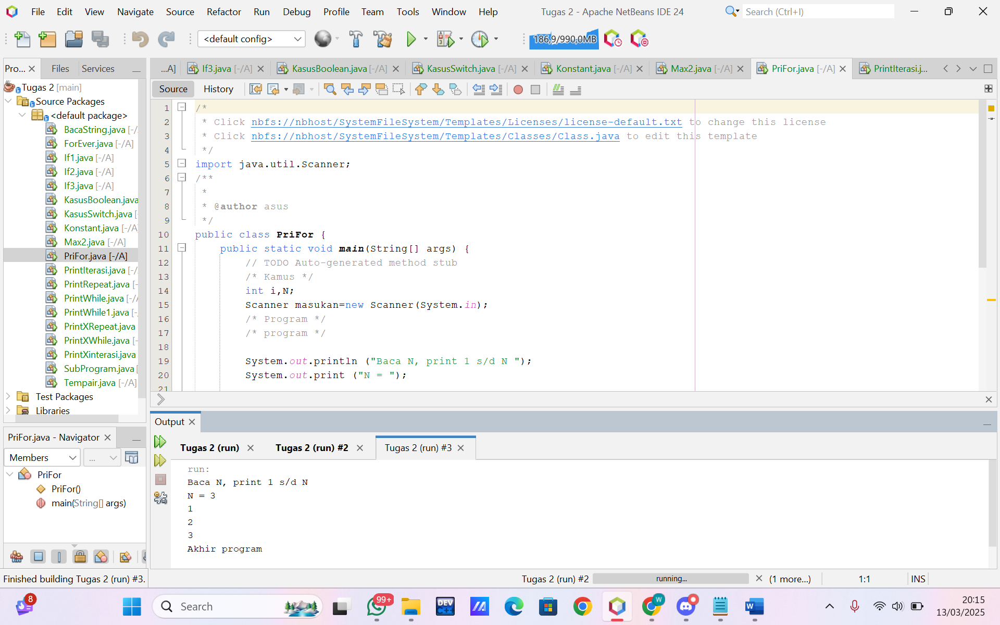 File Edit View Navigate Source Refactor Run Debug Profile Team Tools Window Help
Tugas 2 - Apache NetBeans IDE 24
Search (Ctrl+I)
<default config>
186,9/990,0MB
Pro... Files Services
...A] If3.java [-/A] KasusBoolean.java [-/A] KasusSwitch.java [-/A] Konstant.java [-/A] Max2.java [-/A] PriFor.java [-/A] PrintIterasi.j...
Source History
Tugas 2 [main]
Source Packages
<default package>
BacaString.java [-/
ForEver.java [-/A]
If1.java [-/A]
If2.java [-/A]
If3.java [-/A]
KasusBoolean.java
KasusSwitch.java [
Konstant.java [-/A]
Max2.java [-/A]
PriFor.java [-/A]
PrintIterasi.java [-/
PrintRepeat.java [-
PrintWhile.java [-/
PrintWhile1.java [-
PrintXRepeat.java
PrintXWhile.java [-
PrintXinterasi.java
SubProgram.java [
Tempair.java [-/A]
Test Packages
Libraries
1 /*
2 * Click nbfs://nbhost/SystemFileSystem/Templates/Licenses/license-default.txt to change this license
3 * Click nbfs://nbhost/SystemFileSystem/Templates/Classes/Class.java to edit this template
4 */
5 import java.util.Scanner;
6 /**
7 *
8 * @author asus
9 */
10 public class PriFor {
11 public static void main(String[] args) {
12 // TODO Auto-generated method stub
13 /* Kamus */
14 int i,N;
15 Scanner masukan=new Scanner(System.in);
16 /* Program */
17 /* program */
18
19 System.out.println ("Baca N, print 1 s/d N ");
20 System.out.print ("N = ");
21
PriFor.java - Navigator
Members ...
PriFor
PriFor()
main(String[] args)
Output
Tugas 2 (run) Tugas 2 (run) #2 Tugas 2 (run) #3
run:
Baca N, print 1 s/d N
N = 3
1
2
3
Akhir program
Finished building Tugas 2 (run) #3.
Tugas 2 (run) #2 running... (1 more...) 1:1 INS
8
Search
99+
DEV C++
W
W
20:15
13/03/2025